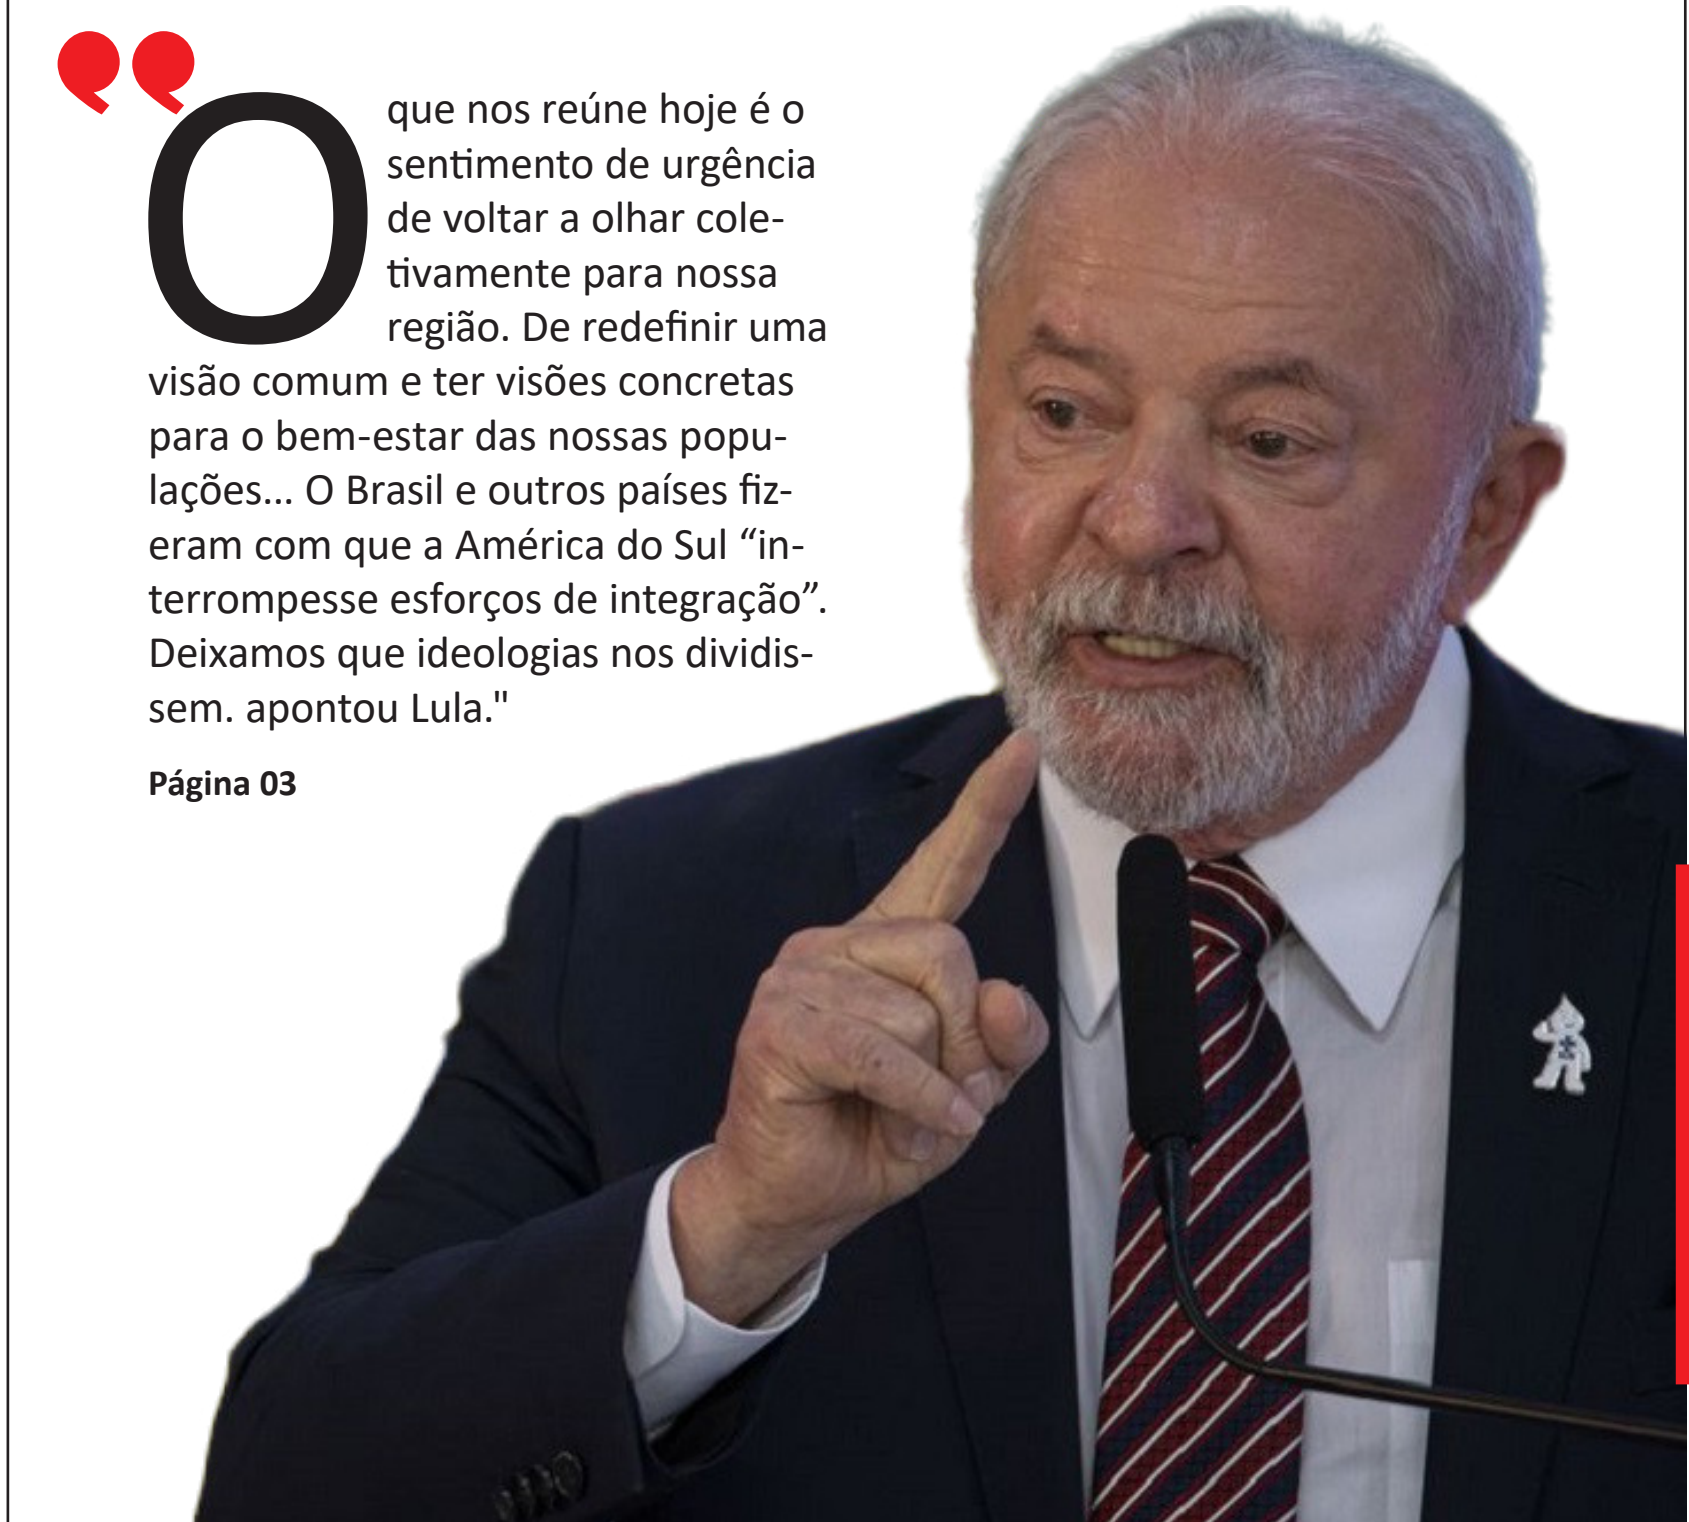 O que nos reúne hoje é o
sentimento de urgência
de voltar a olhar cole-
tivamente para nossa
região. De redefinir uma
visão comum e ter visões concretas
para o bem-estar das nossas popu-
lações... O Brasil e outros países fiz-
eram com que a América do Sul “in-
terrompesse esforços de integração”.
Deixamos que ideologias nos dividis-
sem. apontou Lula."
Página 03